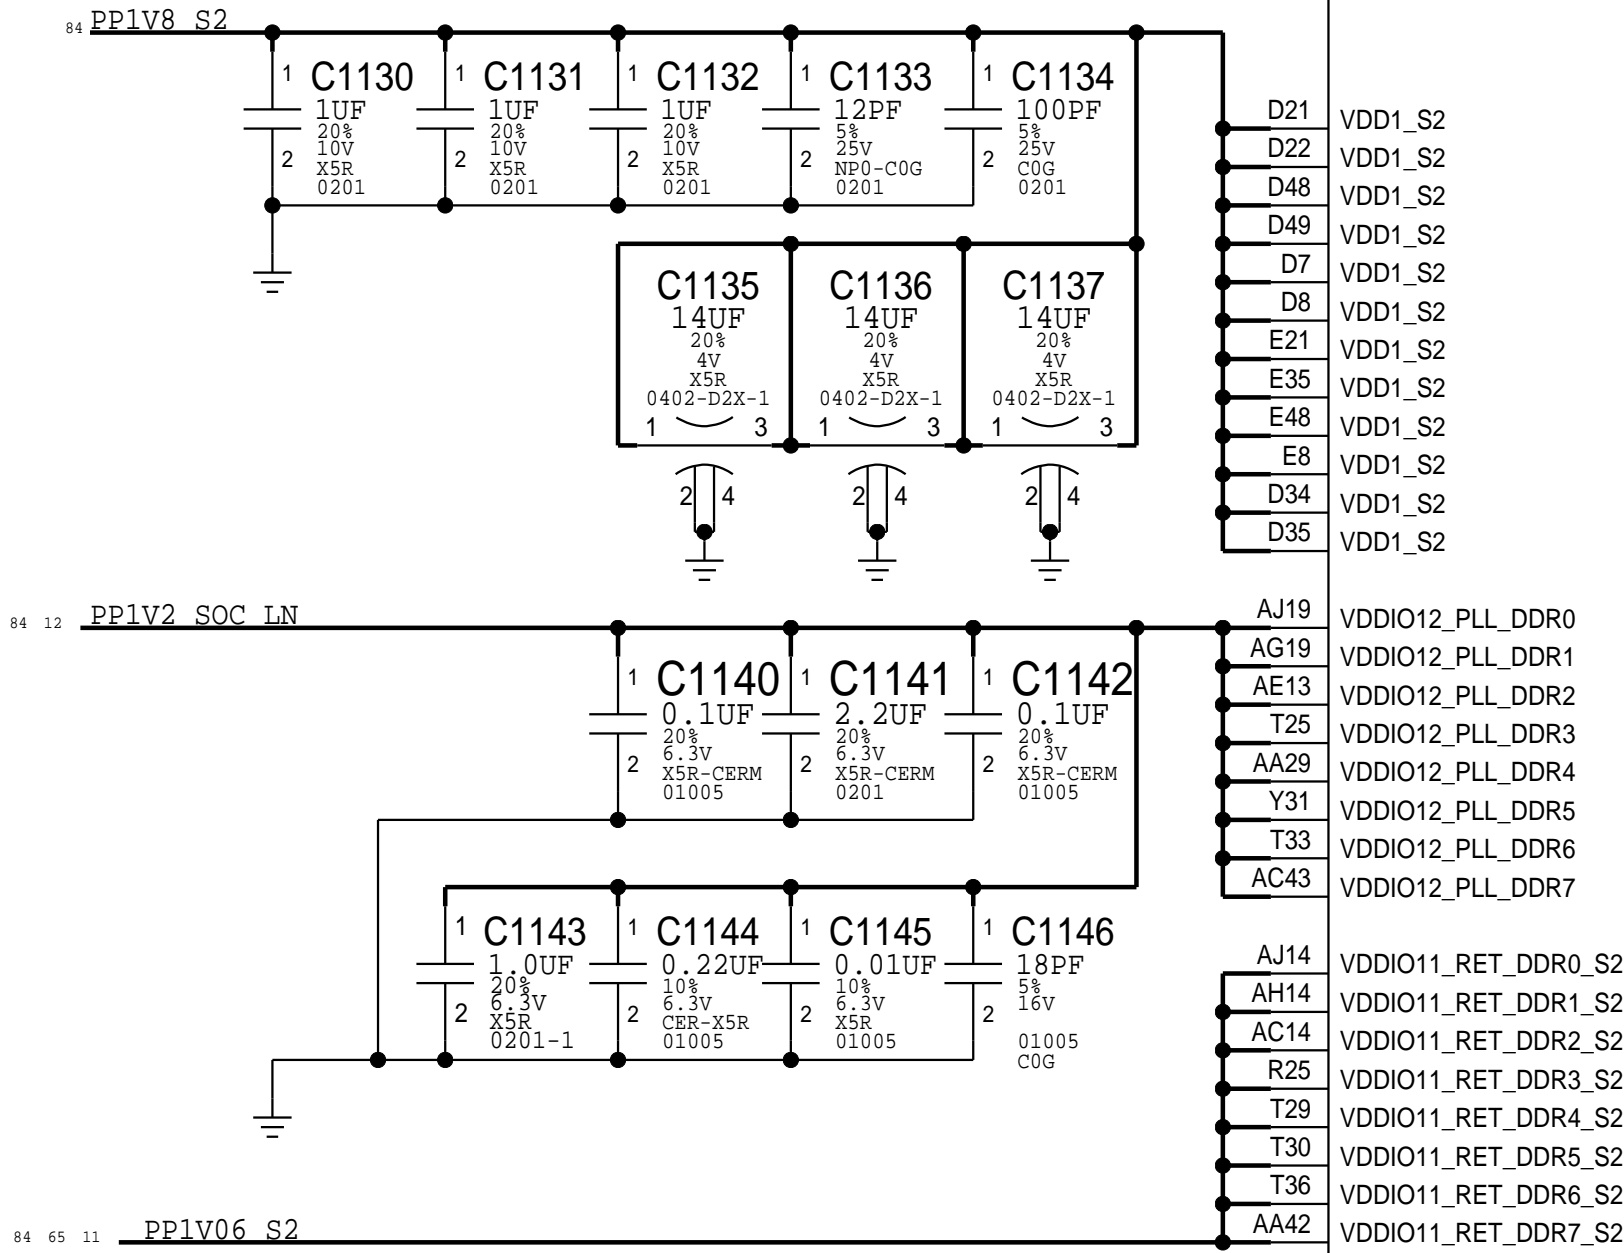 84 PP1V8 S2
1 C1130 1UF 20% 10V X5R 0201 2
1 C1131 1UF 20% 10V X5R 0201 2
1 C1132 1UF 20% 10V X5R 0201 2
1 C1133 12PF 5% 25V NP0-C0G 0201 2
1 C1134 100PF 5% 25V C0G 0201 2
C1135 14UF 20% 4V X5R 0402-D2X-1 1 3 2 4
C1136 14UF 20% 4V X5R 0402-D2X-1 1 3 2 4
C1137 14UF 20% 4V X5R 0402-D2X-1 1 3 2 4
D21 VDD1_S2
D22 VDD1_S2
D48 VDD1_S2
D49 VDD1_S2
D7 VDD1_S2
D8 VDD1_S2
E21 VDD1_S2
E35 VDD1_S2
E48 VDD1_S2
E8 VDD1_S2
D34 VDD1_S2
D35 VDD1_S2
84 12 PP1V2 SOC LN
1 C1140 0.1UF 20% 6.3V X5R-CERM 01005 2
1 C1141 2.2UF 20% 6.3V X5R-CERM 0201 2
1 C1142 0.1UF 20% 6.3V X5R-CERM 01005 2
1 C1143 1.0UF 20% 6.3V X5R 0201-1 2
1 C1144 0.22UF 10% 6.3V CER-X5R 01005 2
1 C1145 0.01UF 10% 6.3V X5R 01005 2
1 C1146 18PF 5% 16V 01005 C0G 2
AJ19 VDDIO12_PLL_DDR0
AG19 VDDIO12_PLL_DDR1
AE13 VDDIO12_PLL_DDR2
T25 VDDIO12_PLL_DDR3
AA29 VDDIO12_PLL_DDR4
Y31 VDDIO12_PLL_DDR5
T33 VDDIO12_PLL_DDR6
AC43 VDDIO12_PLL_DDR7
AJ14 VDDIO11_RET_DDR0_S2
AH14 VDDIO11_RET_DDR1_S2
AC14 VDDIO11_RET_DDR2_S2
R25 VDDIO11_RET_DDR3_S2
T29 VDDIO11_RET_DDR4_S2
T30 VDDIO11_RET_DDR5_S2
T36 VDDIO11_RET_DDR6_S2
AA42 VDDIO11_RET_DDR7_S2
84 65 11 PP1V06 S2